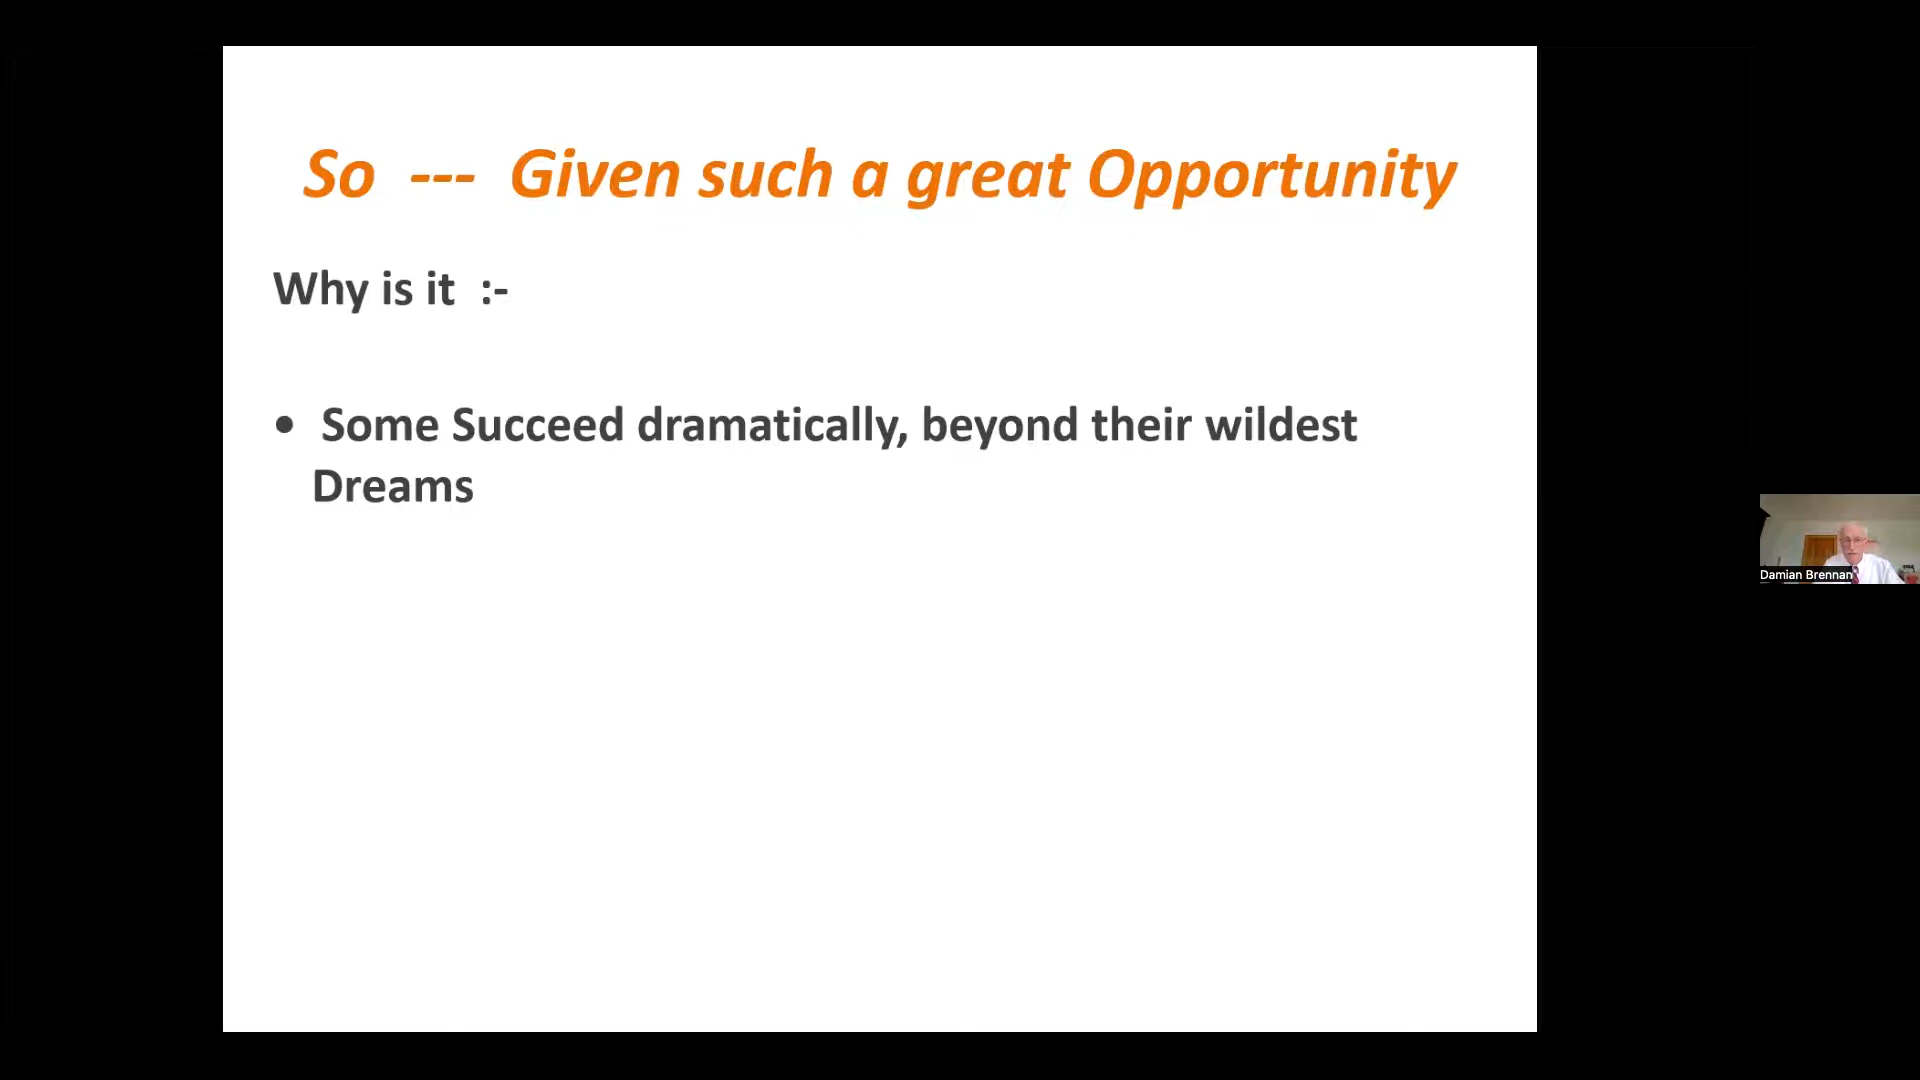 So --- Given such a great Opportunity
Why is it :-
• Some Succeed dramatically, beyond their wildest
Dreams
Damian Brennan